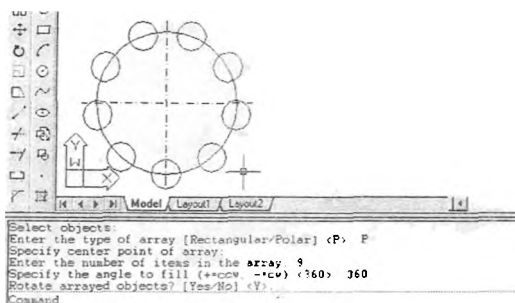 Y
W
X
Model Layout1 Layout2
Select objects:
Enter the type of array [Rectangular/Polar] <P> P
Specify center point of array:
Enter the number of items in the array: 9
Specify the angle to fill (+=ccw, -=cw) <360> 360
Rotate arrayed objects? [Yes/No] <Y>:
Command